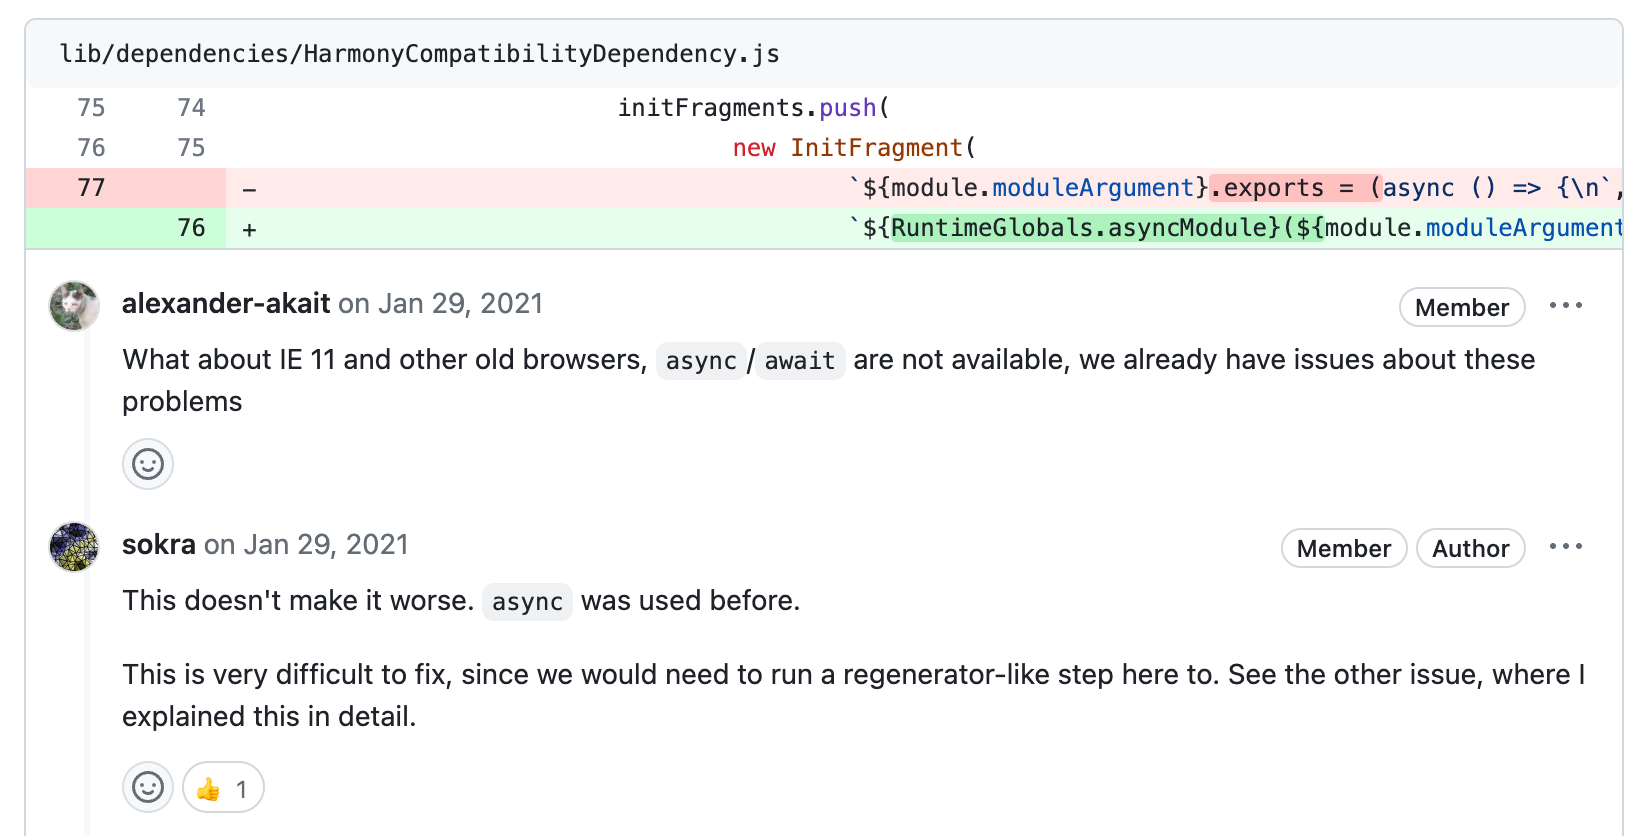 lib/dependencies/HarmonyCompatibilityDependency.js
75 74 initFragments.push(
76 75 new InitFragment(
77 - `${module.moduleArgument}.exports = (async () => {\n`,
76 + `${RuntimeGlobals.asyncModule}(${module.moduleArgument
alexander-akait on Jan 29, 2021 Member ...
What about IE 11 and other old browsers, async/await are not available, we already have issues about these
problems
sokra on Jan 29, 2021 Member Author ...
This doesn't make it worse. async was used before.
This is very difficult to fix, since we would need to run a regenerator-like step here to. See the other issue, where I
explained this in detail.
👍 1